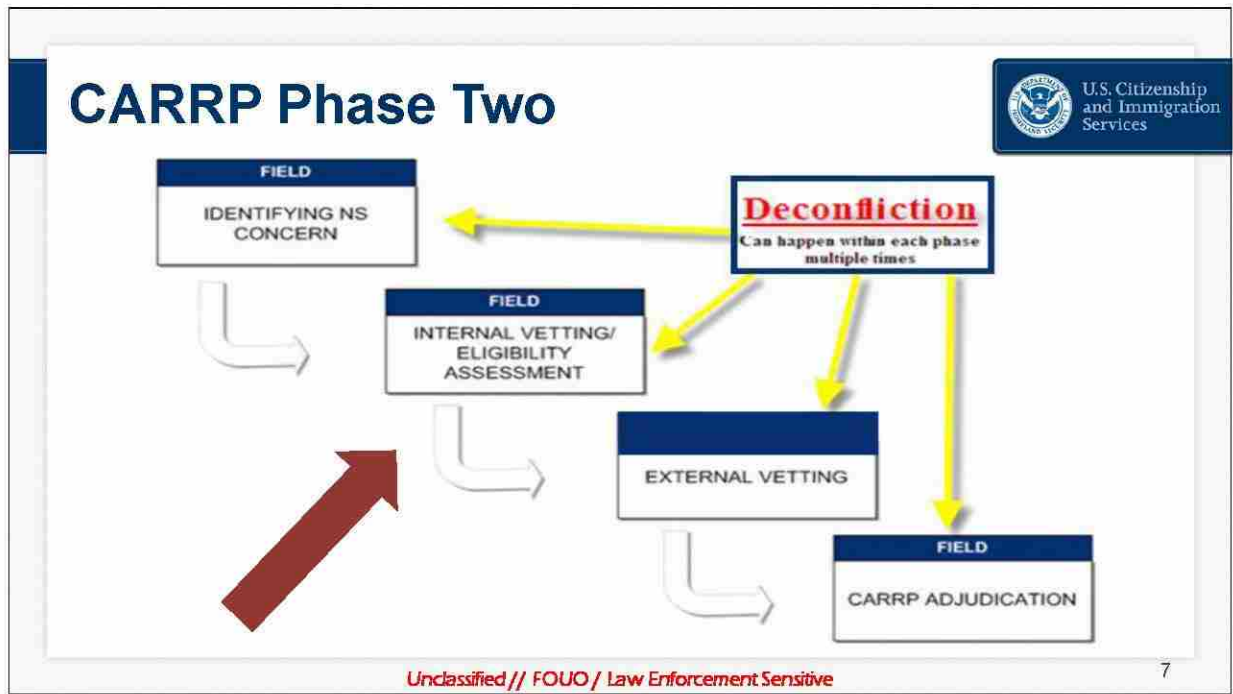 CARRP Phase Two
U.S. Citizenship
and Immigration
Services
FIELD
IDENTIFYING NS
CONCERN
Deconfliction
Can happen within each phase
multiple times
FIELD
INTERNAL VETTING/
ELIGIBILITY
ASSESSMENT
EXTERNAL VETTING
FIELD
CARRP ADJUDICATION
Unclassified// FOUO / Law Enforcement Sensitive
7